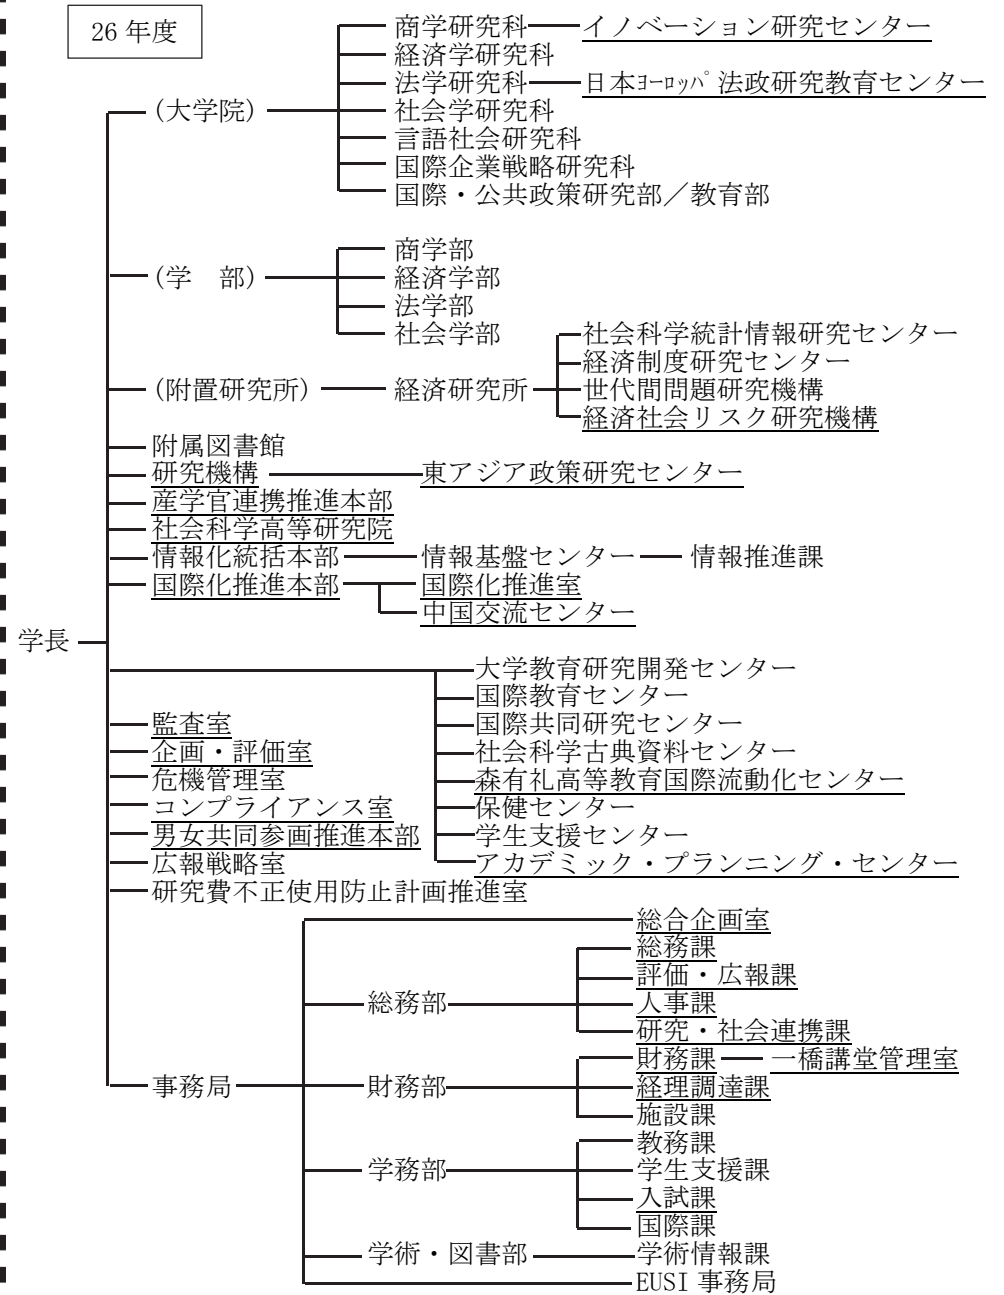 26 年度
商学研究科 イノベーション研究センター
経済学研究科
法学研究科 日本ﾖｰﾛｯﾊﾟ 法政研究教育センター
(大学院) 社会学研究科
言語社会研究科
国際企業戦略研究科
国際・公共政策研究部／教育部
商学部
(学　部) 経済学部
法学部
社会学部 社会科学統計情報研究センター
経済制度研究センター
(附置研究所) 経済研究所 世代間問題研究機構
経済社会リスク研究機構
附属図書館
研究機構 東アジア政策研究センター
産学官連携推進本部
社会科学高等研究院
情報化統括本部 情報基盤センター 情報推進課
国際化推進本部 国際化推進室
中国交流センター
学長
大学教育研究開発センター
国際教育センター
監査室 国際共同研究センター
企画・評価室 社会科学古典資料センター
危機管理室 森有礼高等教育国際流動化センター
コンプライアンス室 保健センター
男女共同参画推進本部 学生支援センター
広報戦略室 アカデミック・プランニング・センター
研究費不正使用防止計画推進室
総合企画室
総務課
評価・広報課
総務部 人事課
研究・社会連携課
財務課 一橋講堂管理室
事務局 財務部 経理調達課
施設課
教務課
学務部 学生支援課
入試課
国際課
学術・図書部 学術情報課
EUSI 事務局